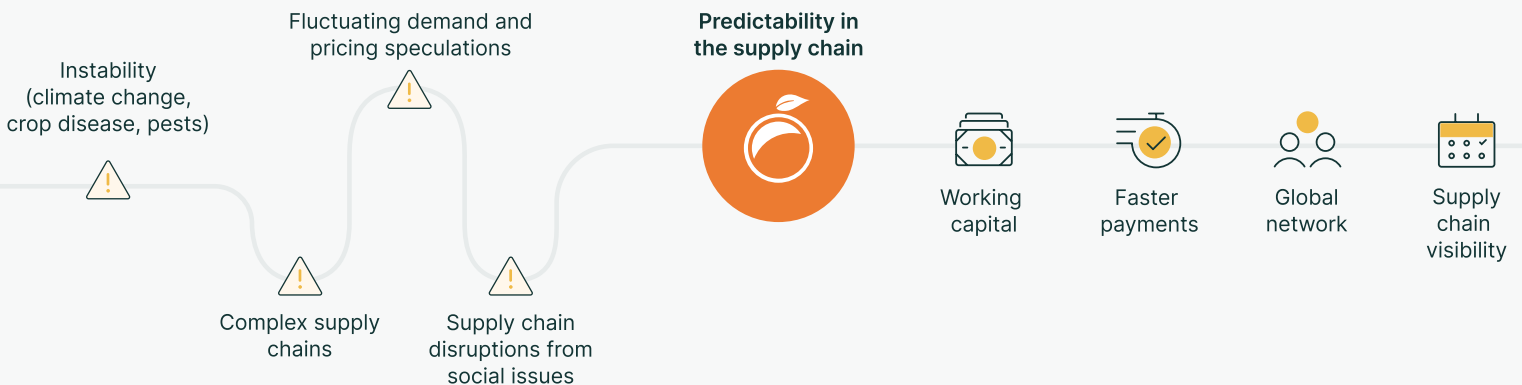 Instability
(climate change,
crop disease, pests)
Fluctuating demand and
pricing speculations
Complex supply
chains
Supply chain
disruptions from
social issues
Predictability in
the supply chain
Working
capital
Faster
payments
Global
network
Supply
chain
visibility